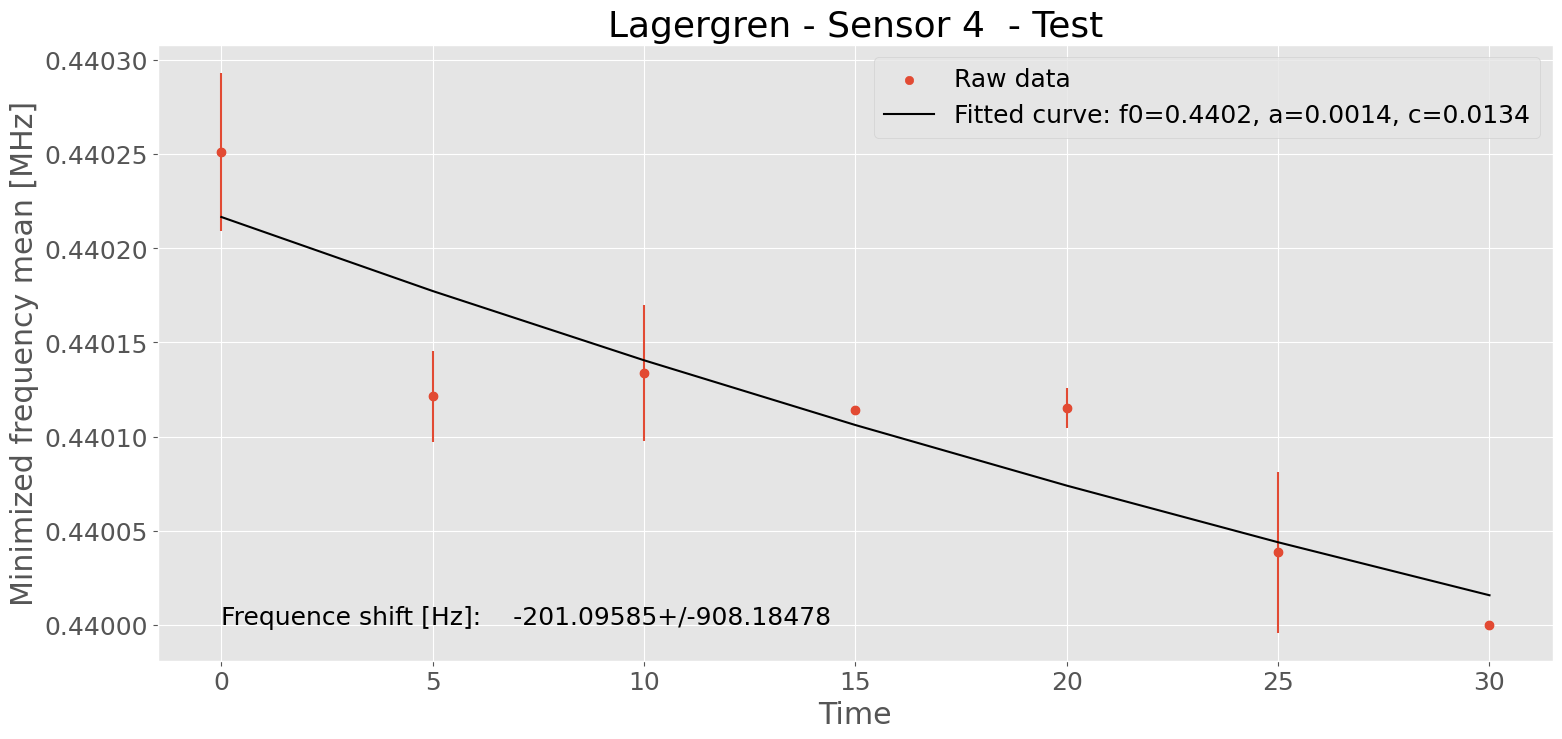 Lagergren - Sensor 4  - Test
Minimized frequency mean [MHz]
0.44030
0.44025
0.44020
0.44015
0.44010
0.44005
0.44000
Raw data
Fitted curve: f0=0.4402, a=0.0014, c=0.0134
Frequence shift [Hz]:    -201.09585+/-908.18478
0 5 10 15 20 25 30
Time